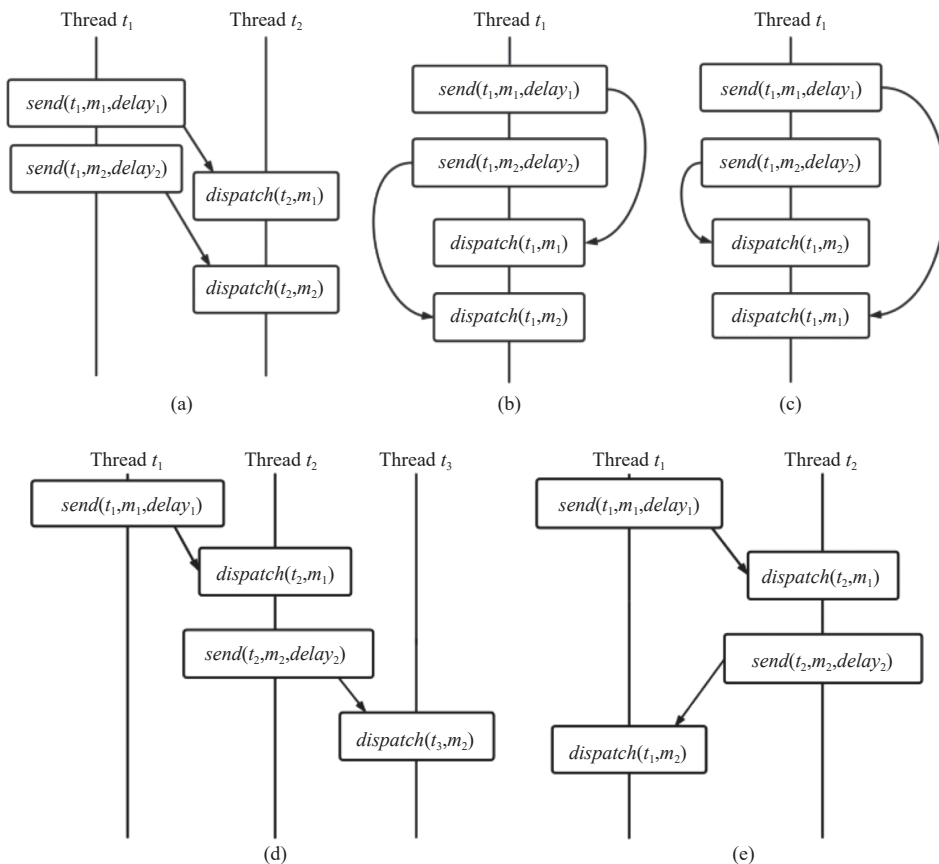 Thread t₁
Thread t₂
send(t₁,m₁,delay₁)
send(t₁,m₂,delay₂)
dispatch(t₂,m₁)
dispatch(t₂,m₂)
(a)
Thread t₁
send(t₁,m₁,delay₁)
send(t₁,m₂,delay₂)
dispatch(t₁,m₁)
dispatch(t₁,m₂)
(b)
Thread t₁
send(t₁,m₁,delay₁)
send(t₁,m₂,delay₂)
dispatch(t₁,m₂)
dispatch(t₁,m₁)
(c)
Thread t₁
Thread t₂
Thread t₃
send(t₁,m₁,delay₁)
dispatch(t₂,m₁)
send(t₂,m₂,delay₂)
dispatch(t₃,m₂)
(d)
Thread t₁
Thread t₂
send(t₁,m₁,delay₁)
dispatch(t₂,m₁)
send(t₂,m₂,delay₂)
dispatch(t₁,m₂)
(e)